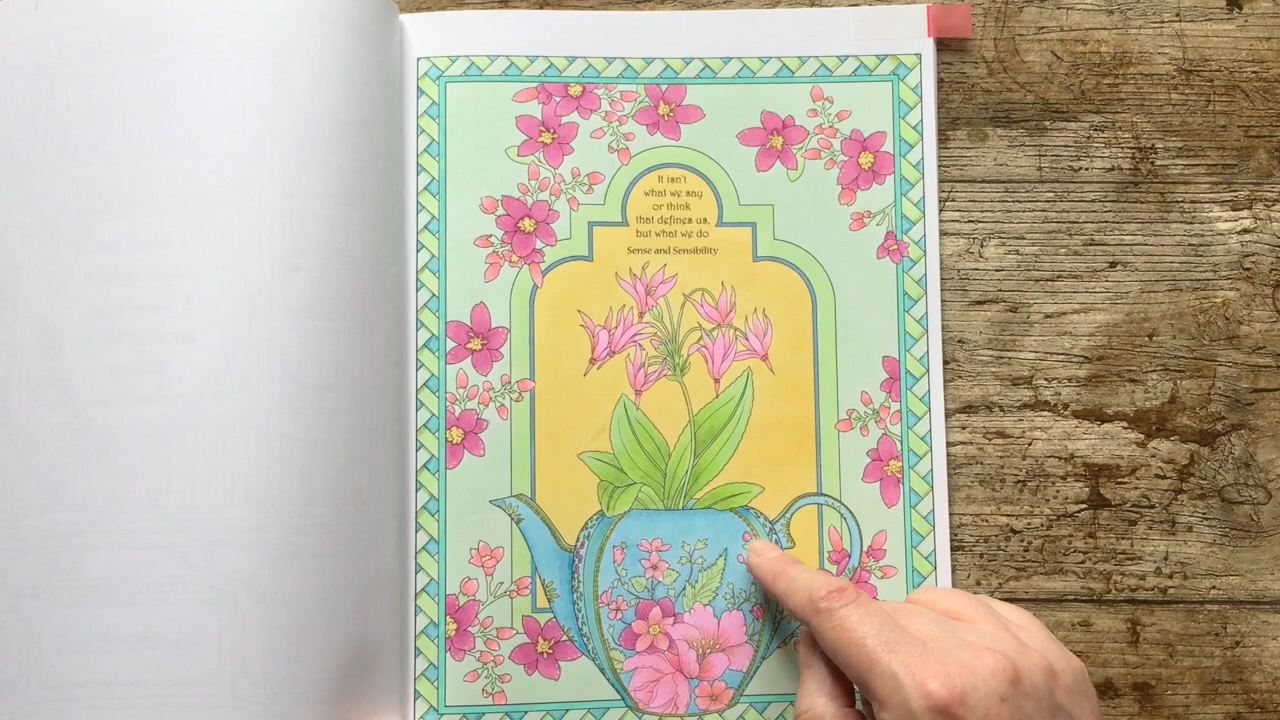 It isn't
what we say
or think
that defines us,
but what we do
Sense and Sensibility